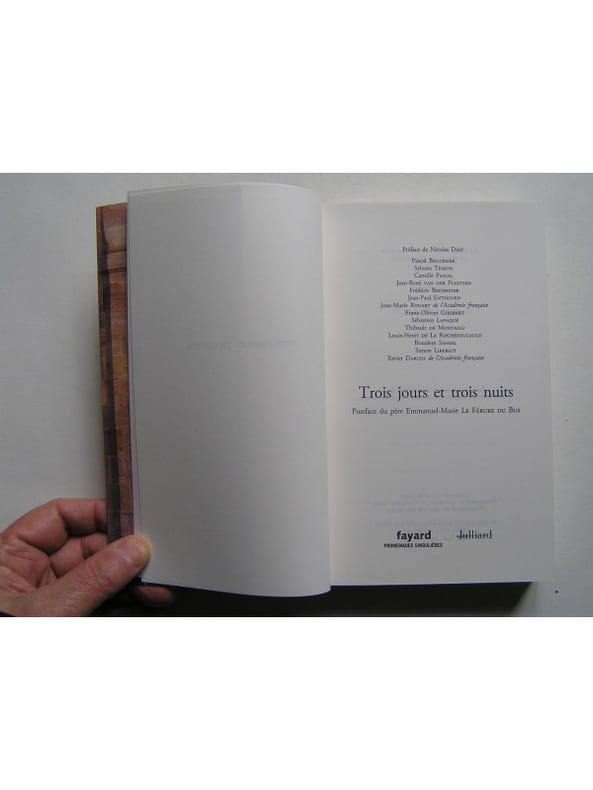 Préface de Nicolas Diat
Pascal Bruckner
Sylvain Tesson
Camille Pascal
Jean-René van der Plaetsen
Frédéric Beigbeder
Jean-Paul Enthoven
Jean-Marie Rouart de l'Académie française
Franz-Olivier Giesbert
Sébastien Lapaque
Thibault de Montaigu
Louis-Henri de La Rochefoucauld
Boualem Sansal
Simon Liberati
Xavier Darcos de l'Académie française
Trois jours et trois nuits
Postface du père Emmanuel-Marie Le Fébure du Bus
fayard
PROMENADES SINGULIÈRES
Julliard